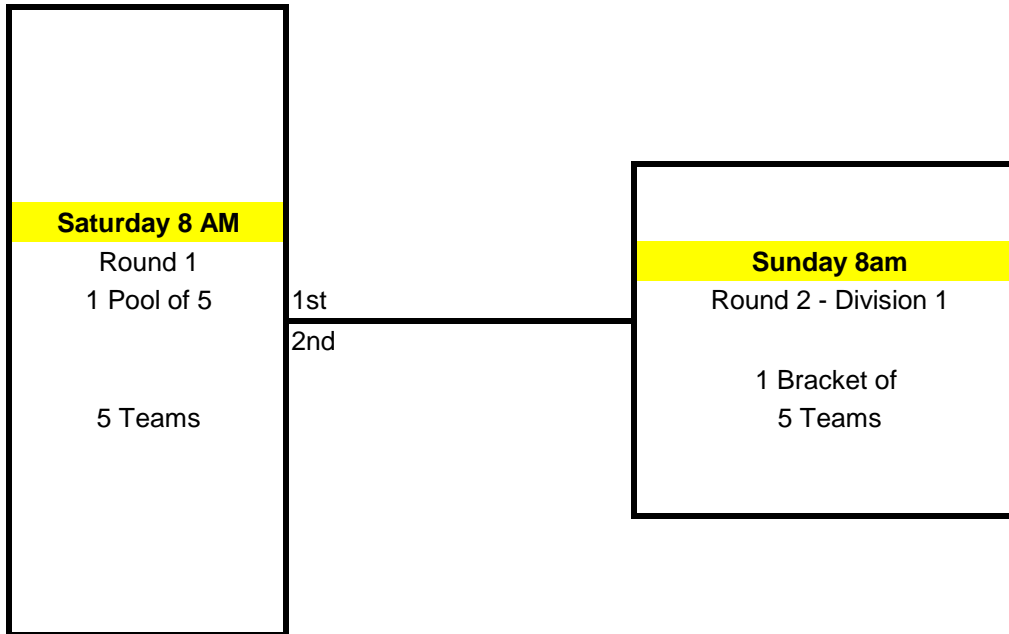 Saturday 8 AM
Round 1
1 Pool of 5
5 Teams
1st
2nd
Sunday 8am
Round 2 - Division 1
1 Bracket of
5 Teams